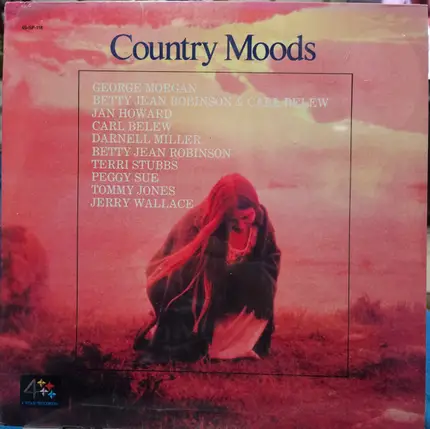 Country Moods
GEORGE MORGAN
BETTY JEAN ROBINSON & CARL BELEW
JAN HOWARD
CARL BELEW
DARNELL MILLER
BETTY JEAN ROBINSON
TERRI STUBBS
PEGGY SUE
TOMMY JONES
JERRY WALLACE
4